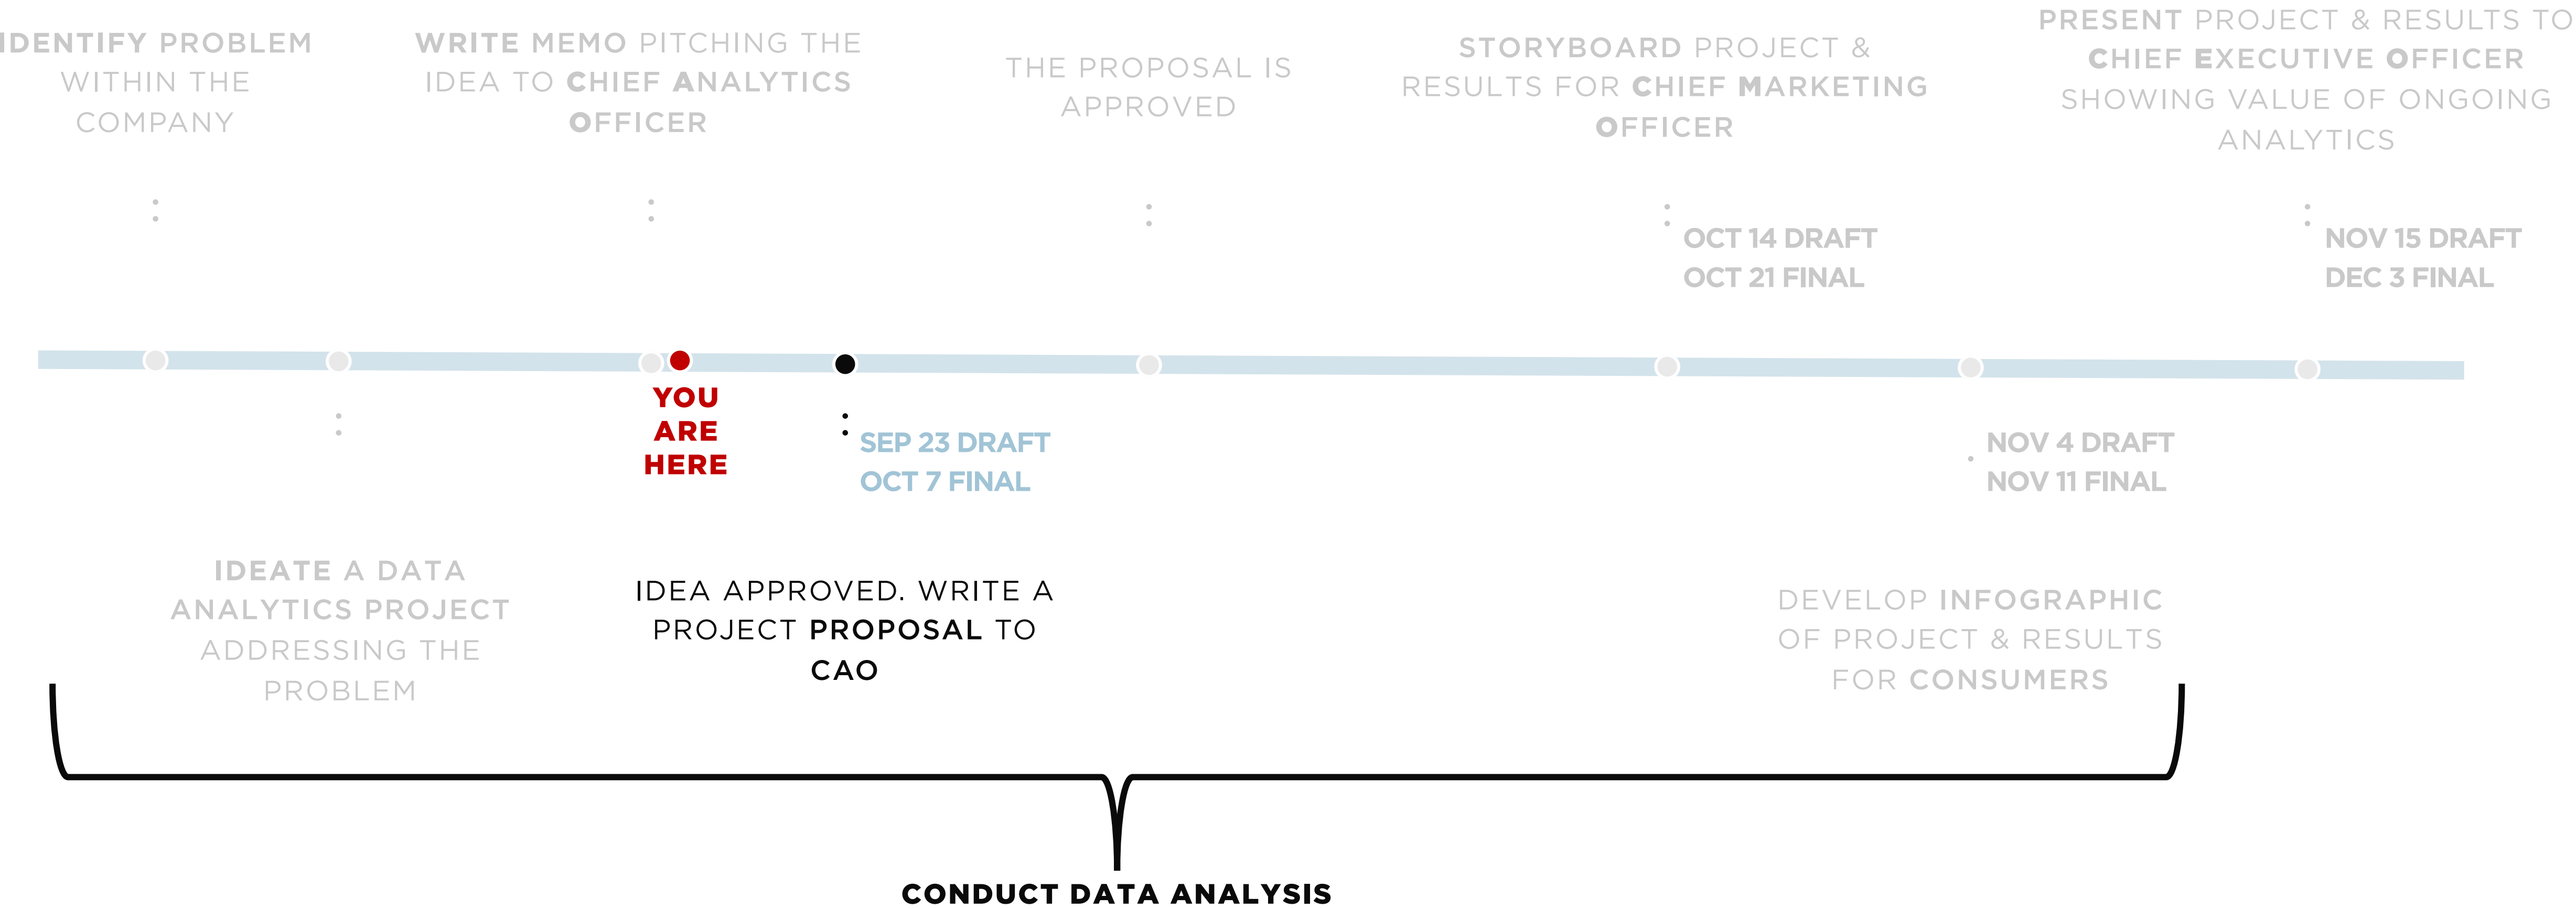 IDENTIFY PROBLEM
WITHIN THE
COMPANY
WRITE MEMO PITCHING THE
IDEA TO CHIEF ANALYTICS
OFFICER
THE PROPOSAL IS
APPROVED
STORYBOARD PROJECT &
RESULTS FOR CHIEF MARKETING
OFFICER
PRESENT PROJECT & RESULTS TO
CHIEF EXECUTIVE OFFICER
SHOWING VALUE OF ONGOING
ANALYTICS
OCT 14 DRAFT
OCT 21 FINAL
NOV 15 DRAFT
DEC 3 FINAL
YOU
ARE
HERE
SEP 23 DRAFT
OCT 7 FINAL
NOV 4 DRAFT
NOV 11 FINAL
IDEATE A DATA
ANALYTICS PROJECT
ADDRESSING THE
PROBLEM
IDEA APPROVED. WRITE A
PROJECT PROPOSAL TO
CAO
DEVELOP INFOGRAPHIC
OF PROJECT & RESULTS
FOR CONSUMERS
CONDUCT DATA ANALYSIS